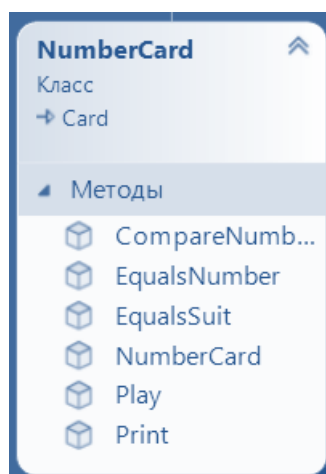 NumberCard
Класс
Card
Методы
CompareNumb...
EqualsNumber
EqualsSuit
NumberCard
Play
Print